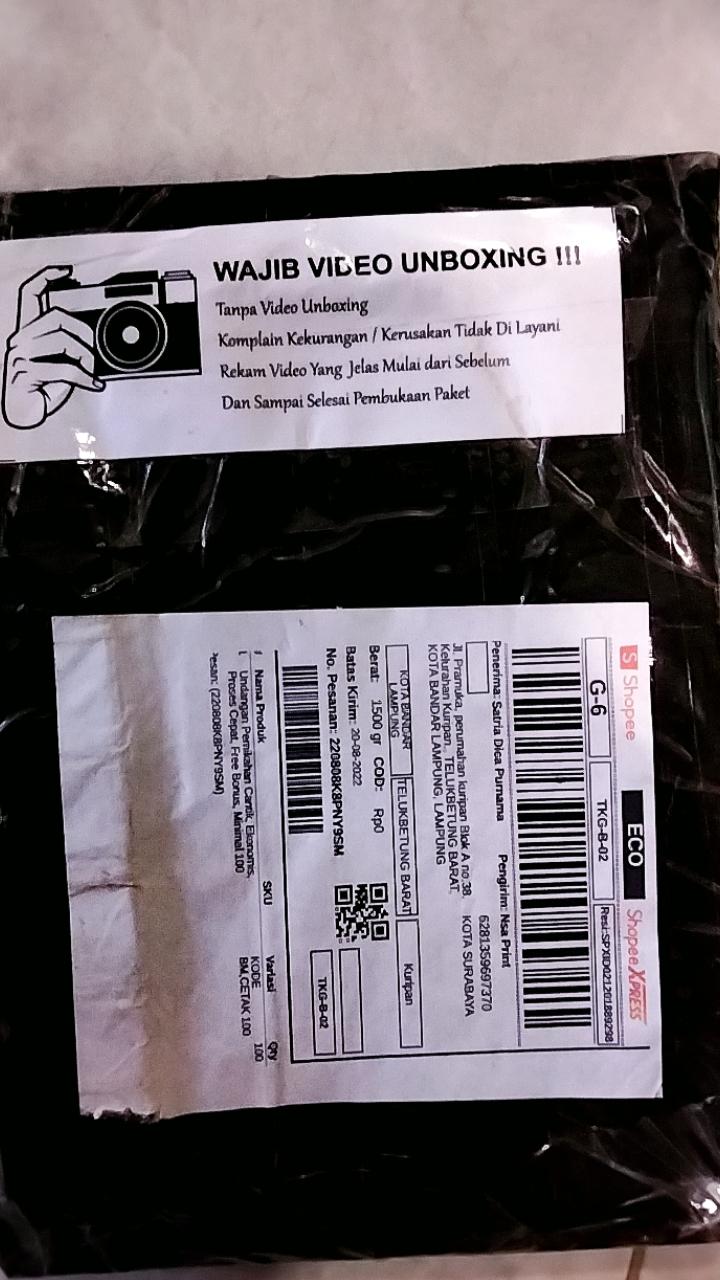 WAJIB VIDEO UNBOXING !!!
Tanpa Video Unboxing
Komplain Kekurangan / Kerusakan Tidak Di Layani
Rekam Video Yang Jelas Mulai dari Sebelum
Dan Sampai Selesai Pembukaan Paket
S Shopee ECO Shopee XPRESS
G-6 TKG-B-02 Resi:SPXID021201889298
Penerima: Satria Dica Purnama Pengirim: Nsa Print
6281359697370
Jl. Pramuka, perumahan kuripan Blok A no 38. KOTA SURABAYA
Kelurahan Kuripan., TELUKBETUNG BARAT,
KOTA BANDAR LAMPUNG, LAMPUNG
KOTA BANDAR LAMPUNG TELUKBETUNG BARAT Kuripan
Berat: 1500 gr COD: Rp0
Batas Kirim: 20-08-2022
No. Pesanan: 220808K8PNY9SM TKG-B-02
# Nama Produk SKU Variasi Qty
1 Undangan Pernikahan Cantik, Ekonomis, KODE 100
Proses Cepat, Free Bonus, Minimal 100 BM,CETAK 100
Pesan: (220808K8PNY9SM)